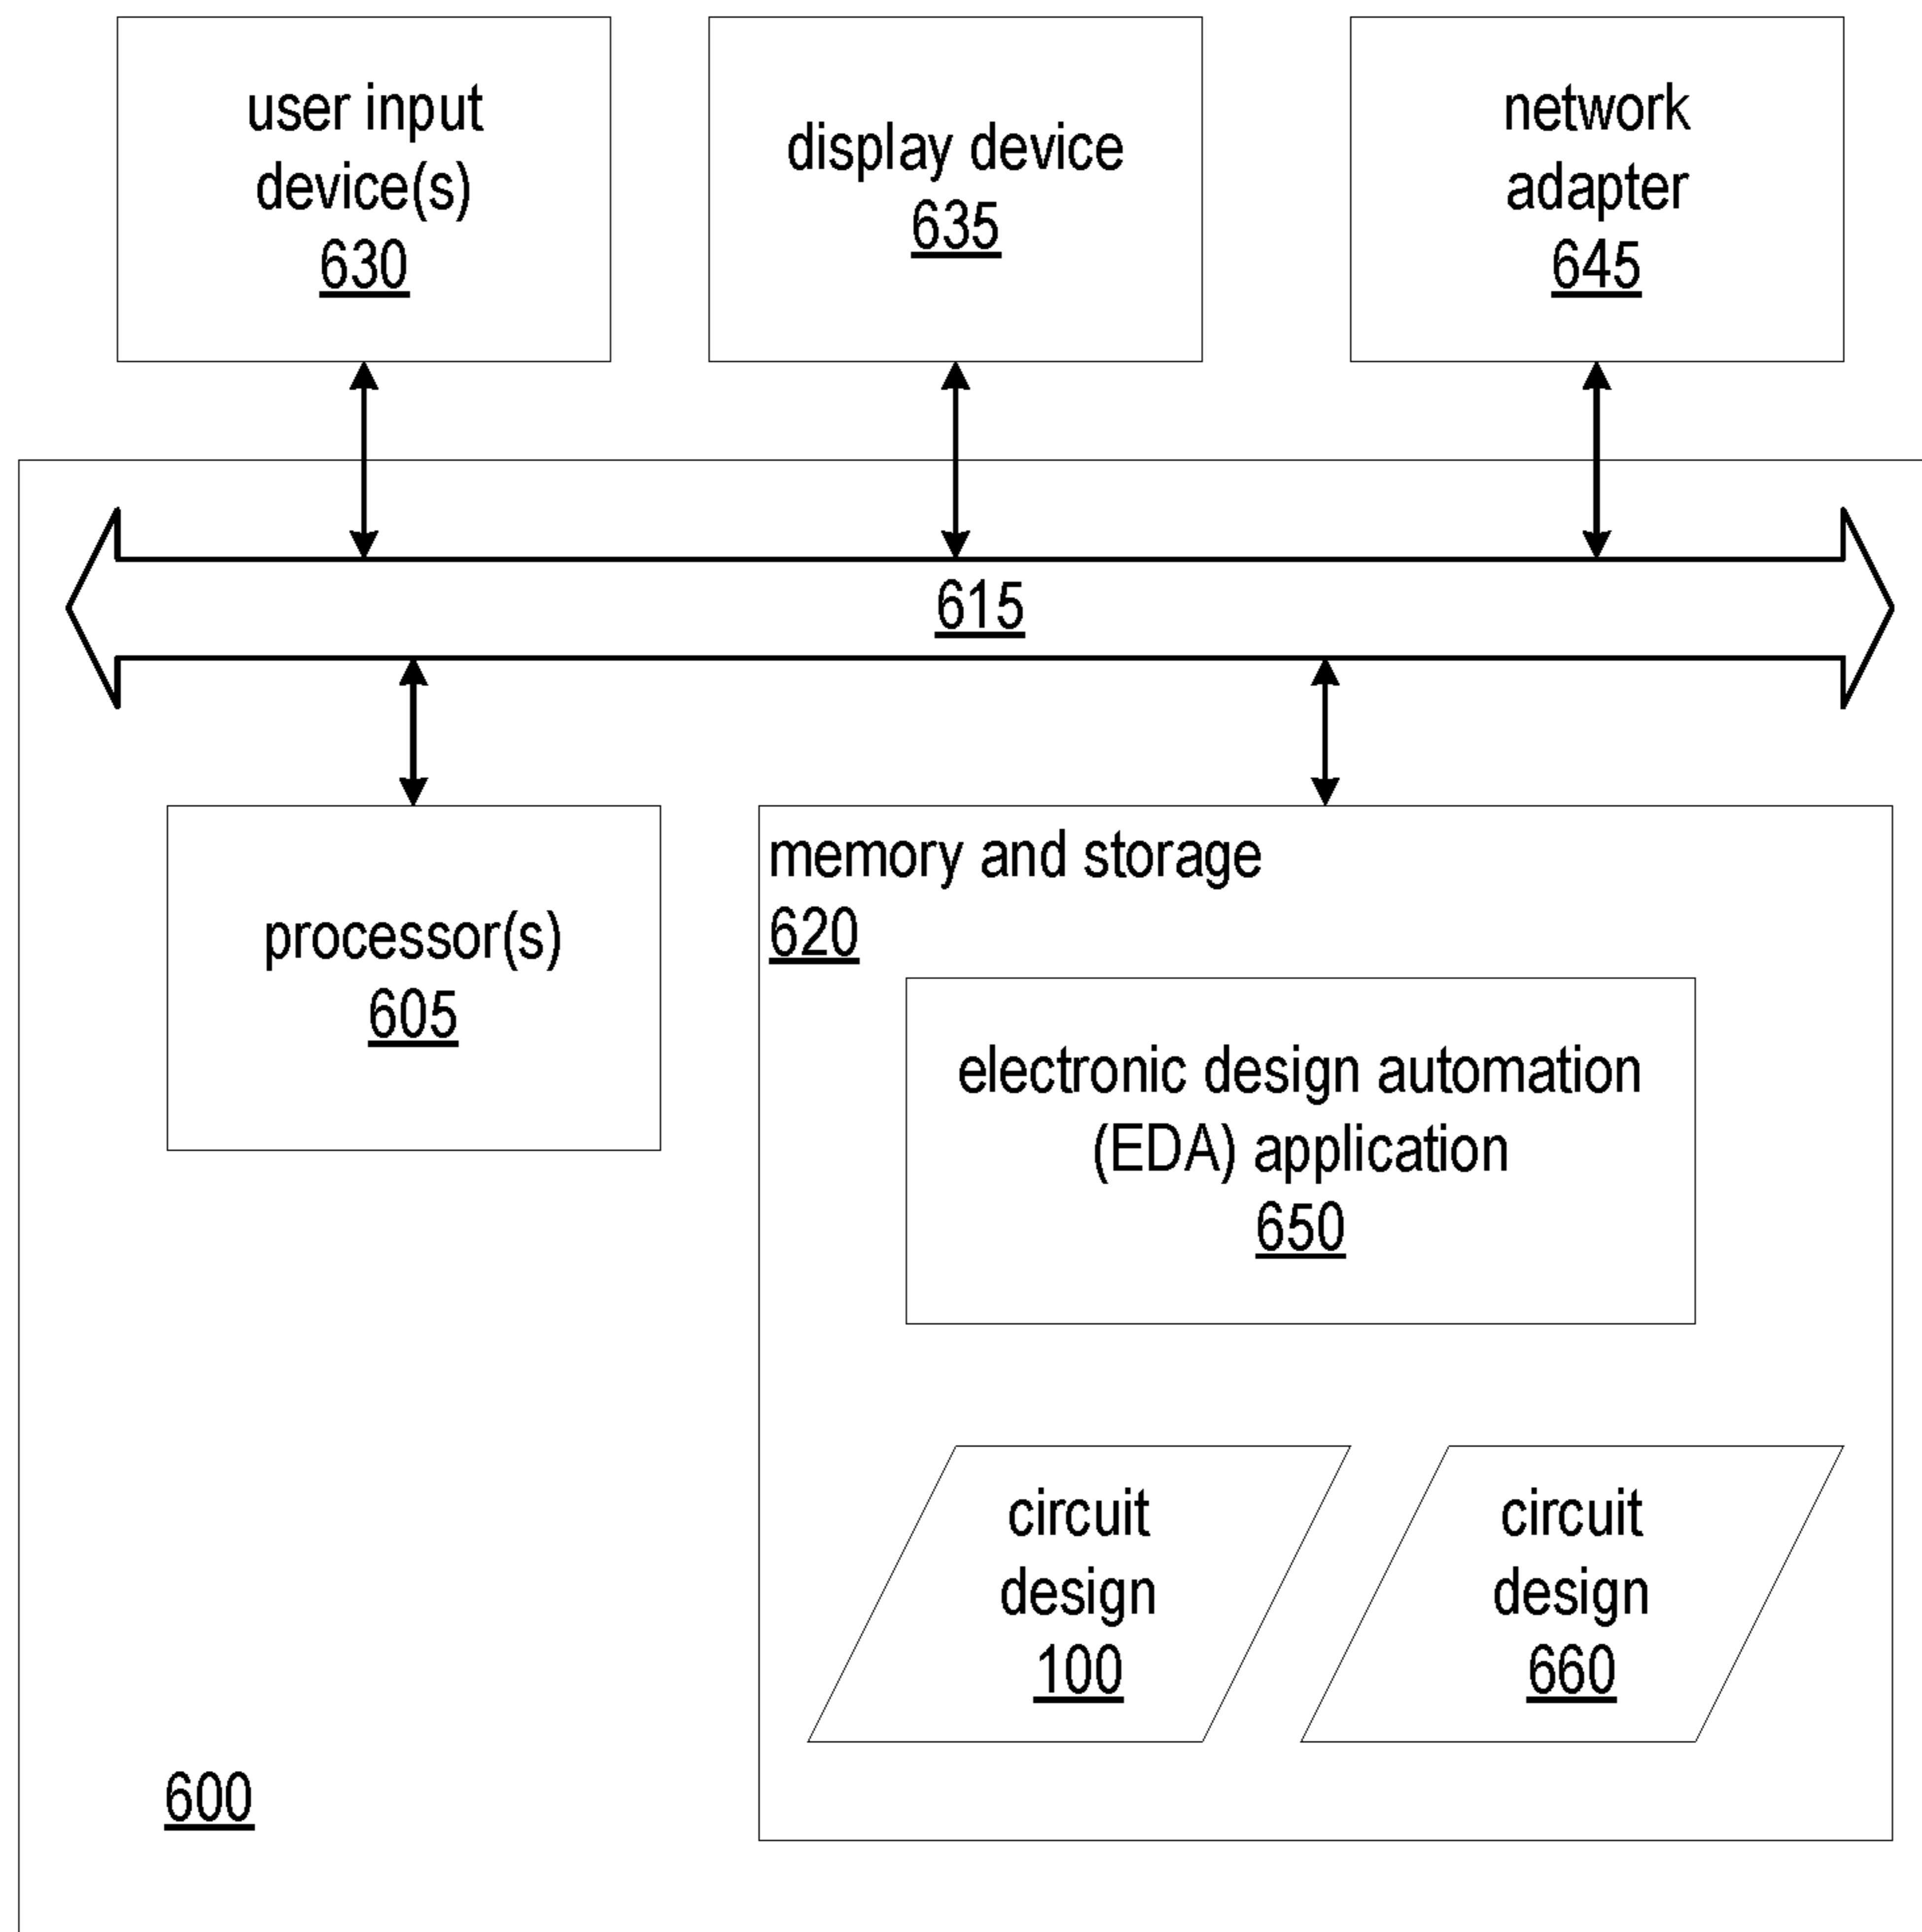 user input
device(s)
630
display device
635
network
adapter
645
615
processor(s)
605
memory and storage
620
electronic design automation
(EDA) application
650
circuit
design
100
circuit
design
660
600